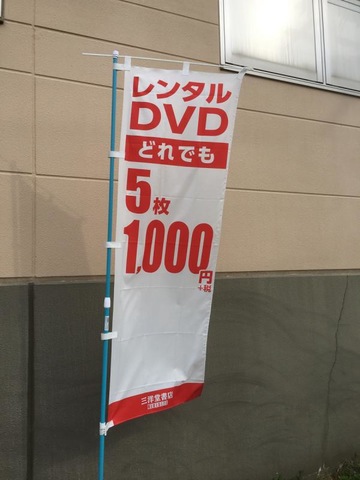 レンタル
DVD
どれでも
5枚
1,000円
+税
三洋堂書店